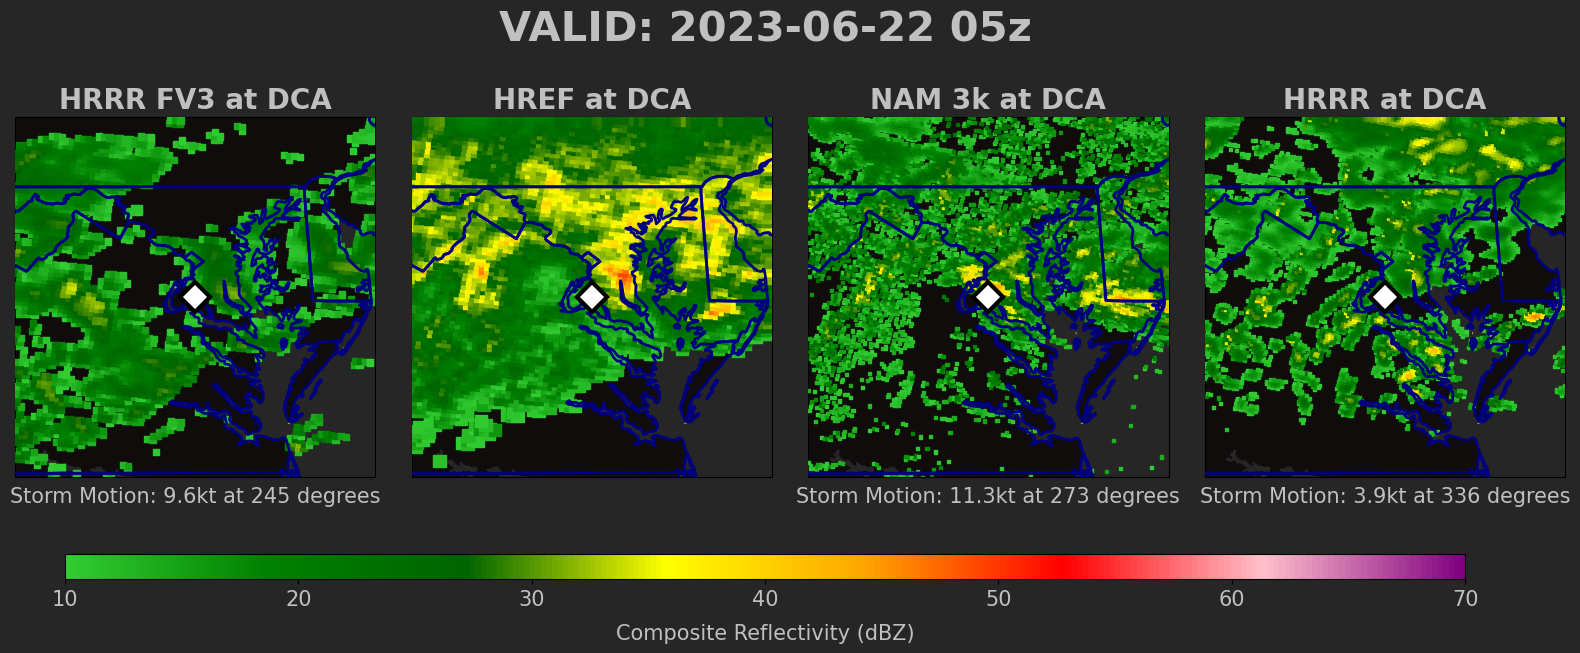 VALID: 2023-06-22 05z
HRRR FV3 at DCA
HREF at DCA
NAM 3k at DCA
HRRR at DCA
Storm Motion: 9.6kt at 245 degrees
Storm Motion: 11.3kt at 273 degrees
Storm Motion: 3.9kt at 336 degrees
10 20 30 40 50 60 70
Composite Reflectivity (dBZ)